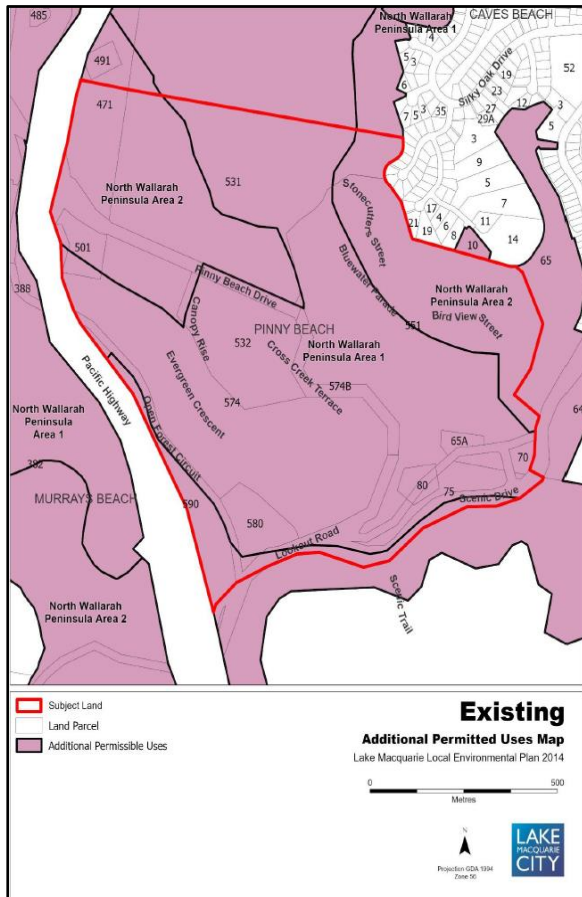 485
North Wallarah
Peninsula Area 1
CAVES BEACH
4
5
3
491
Silky Oak Drive
19
52
471
6
23
12
3
7
5
3
35
27
29A
5
3
9
North Wallarah
Peninsula Area 2
531
Stonecutters Street
5
7
17
4
6
21
19
8
11
10
14
65
501
388
Pinny Beach Drive
Bluewater Parade
North Wallarah
Peninsula Area 2
Bird View Street
551
PINNY BEACH
Canopy Rise
532
North Wallarah
Peninsula Area 1
Pacific Highway
Evergreen Crescent
Cross Creek Terrace
574B
574
64
North Wallarah
Peninsula
Area 1
382
Open Forest Circuit
65A
70
MURRAYS BEACH
80
75
Scenic Drive
590
580
Lookout Road
Scenic Trail
North Wallarah
Peninsula Area 2
Subject Land
Land Parcel
Additional Permissible Uses
Existing
Additional Permitted Uses Map
Lake Macquarie Local Environmental Plan 2014
0 500
Metres
N
Projection GDA 1994
Zone 56
LAKE
MACQUARIE
CITY